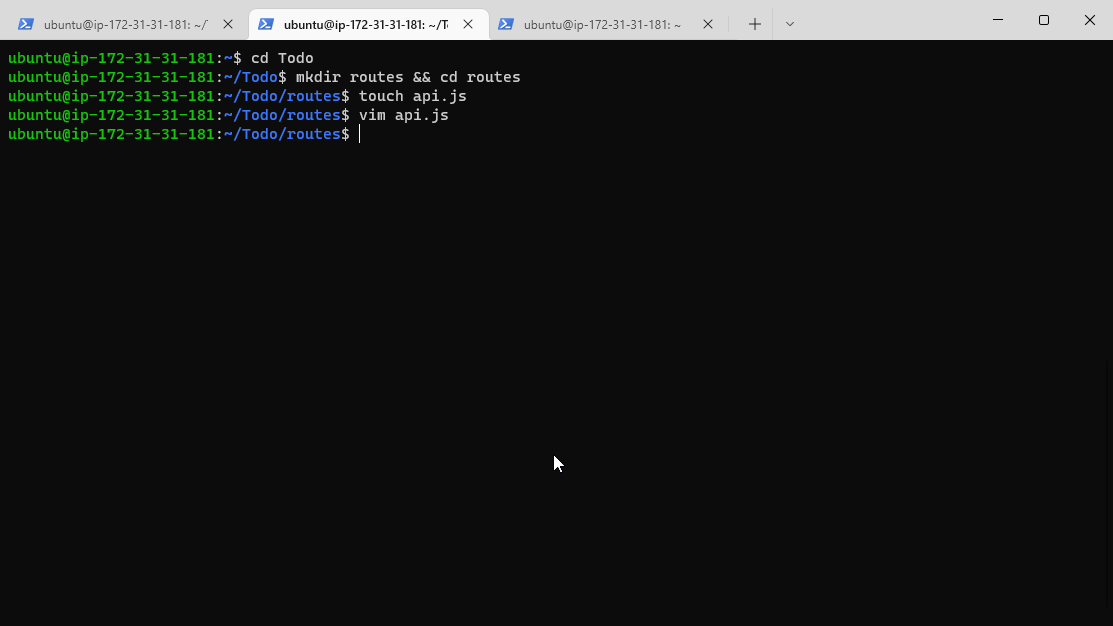 ubuntu@ip-172-31-31-181: ~/T
ubuntu@ip-172-31-31-181: ~/To
ubuntu@ip-172-31-31-181: ~
ubuntu@ip-172-31-31-181:~$ cd Todo
ubuntu@ip-172-31-31-181:~/Todo$ mkdir routes && cd routes
ubuntu@ip-172-31-31-181:~/Todo/routes$ touch api.js
ubuntu@ip-172-31-31-181:~/Todo/routes$ vim api.js
ubuntu@ip-172-31-31-181:~/Todo/routes$